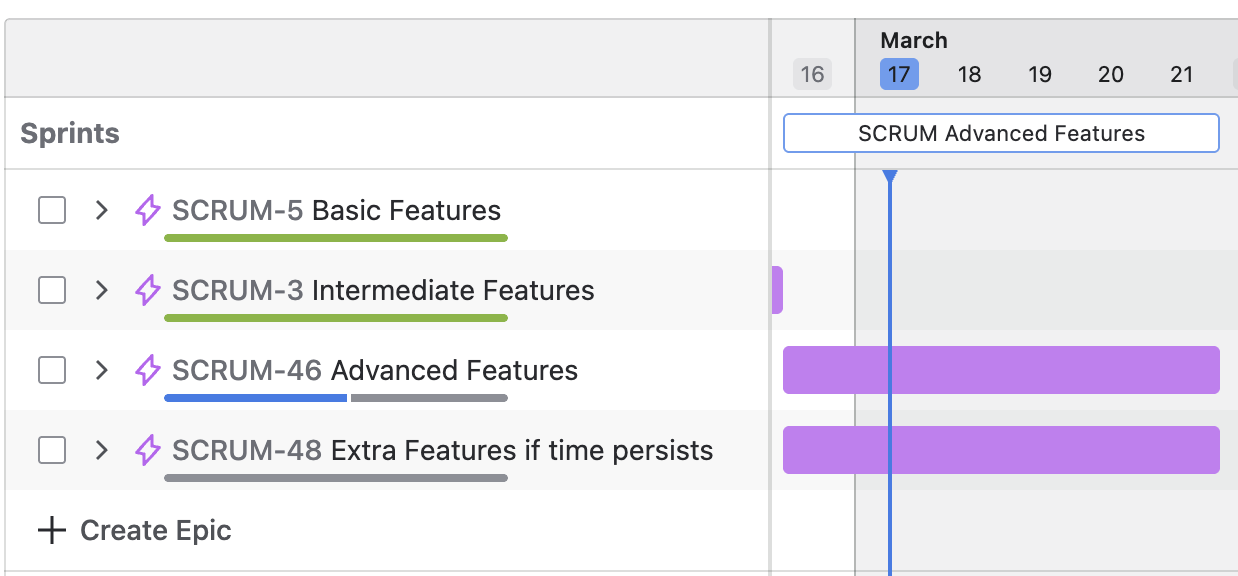 March
16 17 18 19 20 21
Sprints
SCRUM Advanced Features
SCRUM-5 Basic Features
SCRUM-3 Intermediate Features
SCRUM-46 Advanced Features
SCRUM-48 Extra Features if time persists
Create Epic